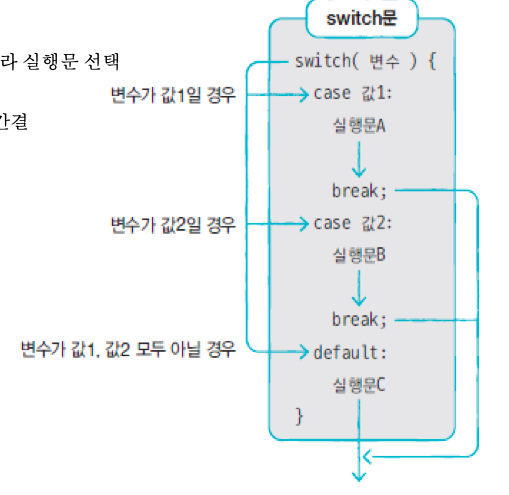 switch문
라 실행문 선택
switch( 변수 ) {
변수가 값1일 경우
case 값1:
간결
실행문A
break;
변수가 값2일 경우
case 값2:
실행문B
break;
변수가 값1, 값2 모두 아닐 경우
default:
실행문C
}